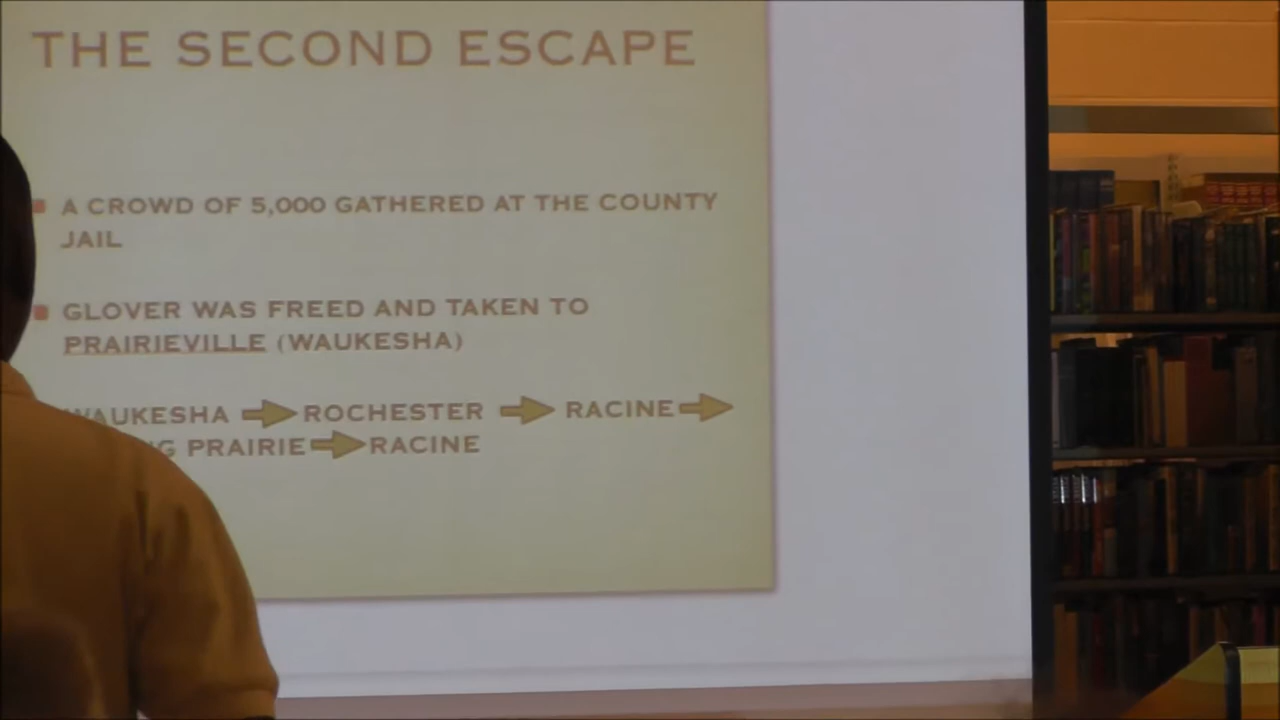 THE SECOND ESCAPE
A CROWD OF 5,000 GATHERED AT THE COUNTY
JAIL
GLOVER WAS FREED AND TAKEN TO
PRAIRIEVILLE (WAUKESHA)
WAUKESHA ROCHESTER RACINE
PRAIRIE RACINE